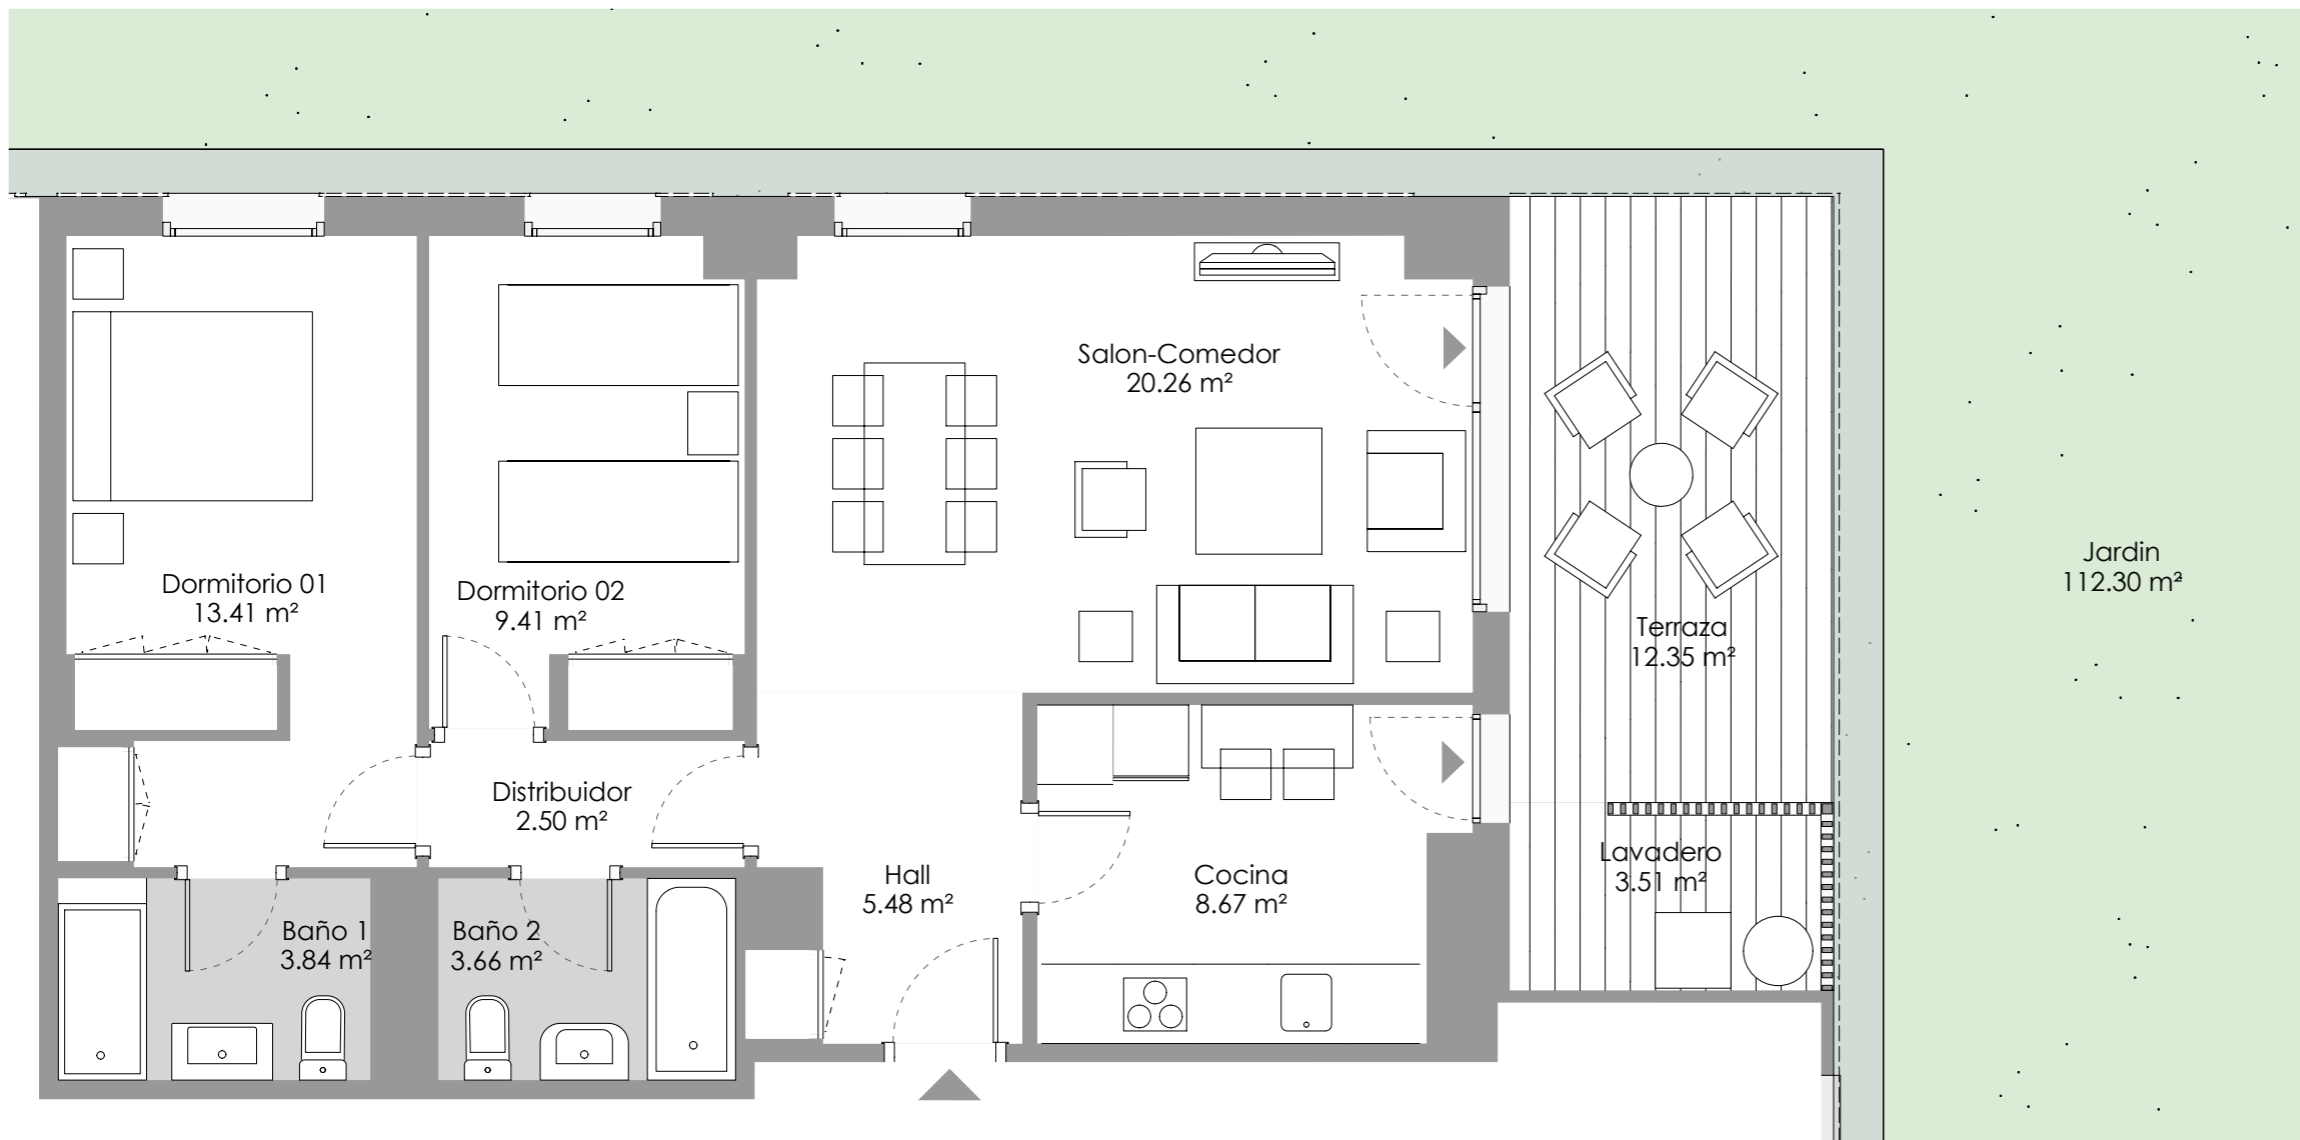 Salon-Comedor
20.26 m²
Jardin
112.30 m²
Dormitorio 01
13.41 m²
Dormitorio 02
9.41 m²
Terraza
12.35 m²
Distribuidor
2.50 m²
Lavadero
3.51 m²
Hall
5.48 m²
Cocina
8.67 m²
Baño 1
3.84 m²
Baño 2
3.66 m²